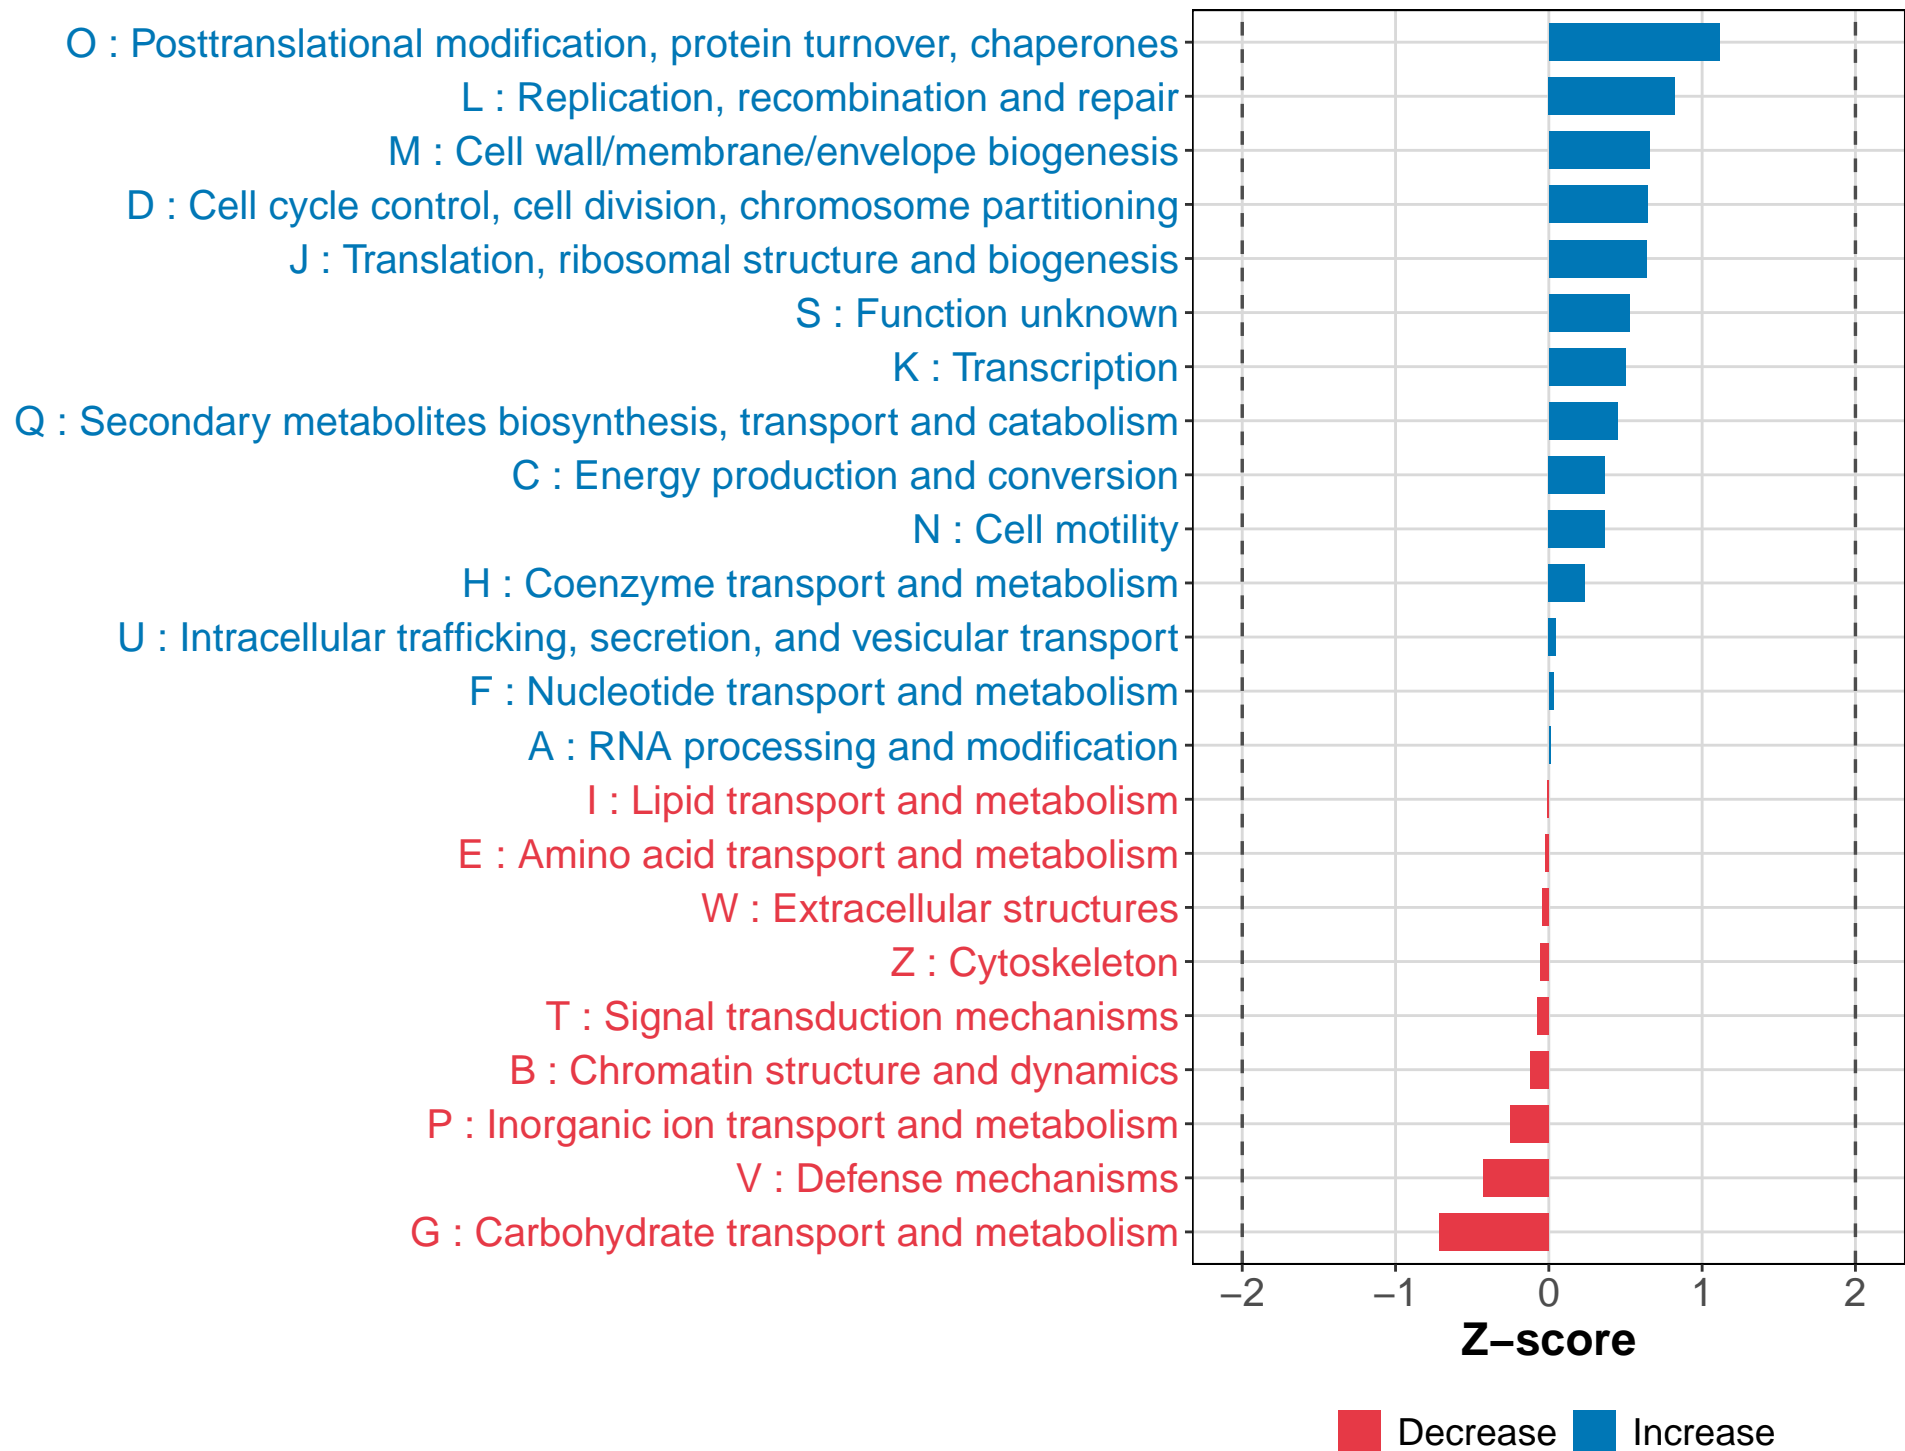 O : Posttranslational modification, protein turnover, chaperones
L : Replication, recombination and repair
M : Cell wall/membrane/envelope biogenesis
D : Cell cycle control, cell division, chromosome partitioning
J : Translation, ribosomal structure and biogenesis
S : Function unknown
K : Transcription
Q : Secondary metabolites biosynthesis, transport and catabolism
C : Energy production and conversion
N : Cell motility
H : Coenzyme transport and metabolism
U : Intracellular trafficking, secretion, and vesicular transport
F : Nucleotide transport and metabolism
A : RNA processing and modification
I : Lipid transport and metabolism
E : Amino acid transport and metabolism
W : Extracellular structures
Z : Cytoskeleton
T : Signal transduction mechanisms
B : Chromatin structure and dynamics
P : Inorganic ion transport and metabolism
V : Defense mechanisms
G : Carbohydrate transport and metabolism
−2 −1 0 1 2
Z−score
Decrease Increase